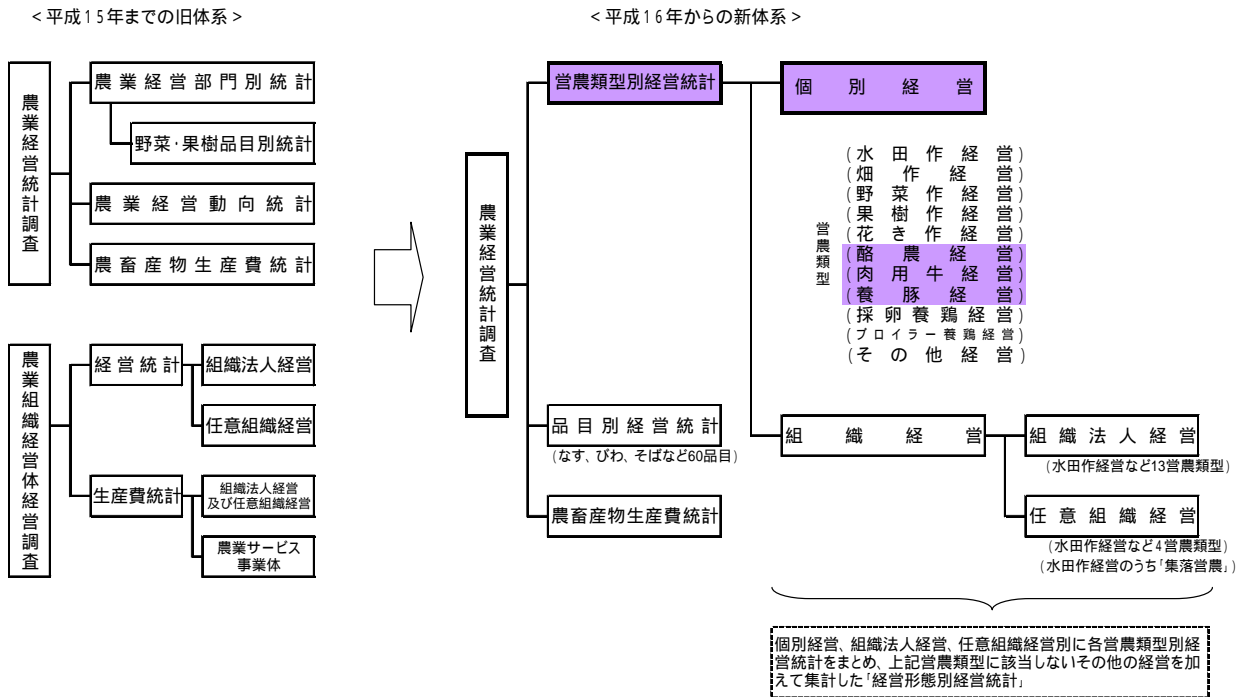 <平成15年までの旧体系>
農業経営統計調査
農業経営部門別統計
野菜・果樹品目別統計
農業経営動向統計
農畜産物生産費統計
農業組織経営体経営調査
経営統計
組織法人経営
任意組織経営
生産費統計
組織法人経営
及び任意組織経営
農業サービス
事業体
<平成16年からの新体系>
農業経営統計調査
営農類型別経営統計
個別経営
営農類型
(水田作経営)
(畑作経営)
(野菜作経営)
(果樹作経営)
(花き作経営)
(酪農経営)
(肉用牛経営)
(養豚経営)
(採卵養鶏経営)
(ブロイラー養鶏経営)
(その他経営)
組織経営
組織法人経営
(水田作経営など13営農類型)
任意組織経営
(水田作経営など4営農類型)
(水田作経営のうち「集落営農」)
品目別経営統計
(なす、びわ、そばなど60品目)
農畜産物生産費統計
個別経営、組織法人経営、任意組織経営別に各営農類型別経
営統計をまとめ、上記営農類型に該当しないその他の経営を加
えて集計した「経営形態別経営統計」